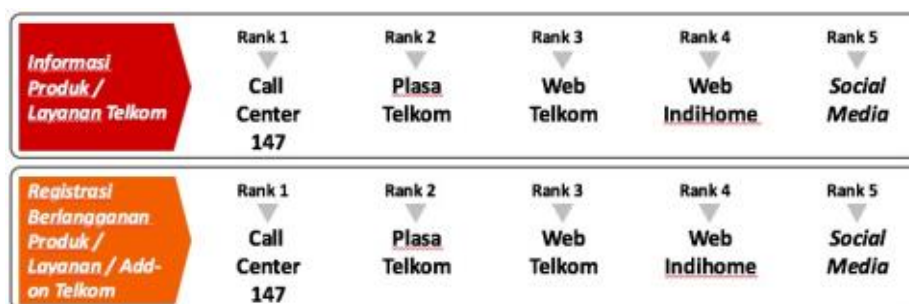 Informasi
Produk /
Layanan Telkom
Rank 1
Call
Center
147
Rank 2
Plasa
Telkom
Rank 3
Web
Telkom
Rank 4
Web
IndiHome
Rank 5
Social
Media
Registrasi
Berlangganan
Produk /
Layanan / Add-
on Telkom
Rank 1
Call
Center
147
Rank 2
Plasa
Telkom
Rank 3
Web
Telkom
Rank 4
Web
Indihome
Rank 5
Social
Media